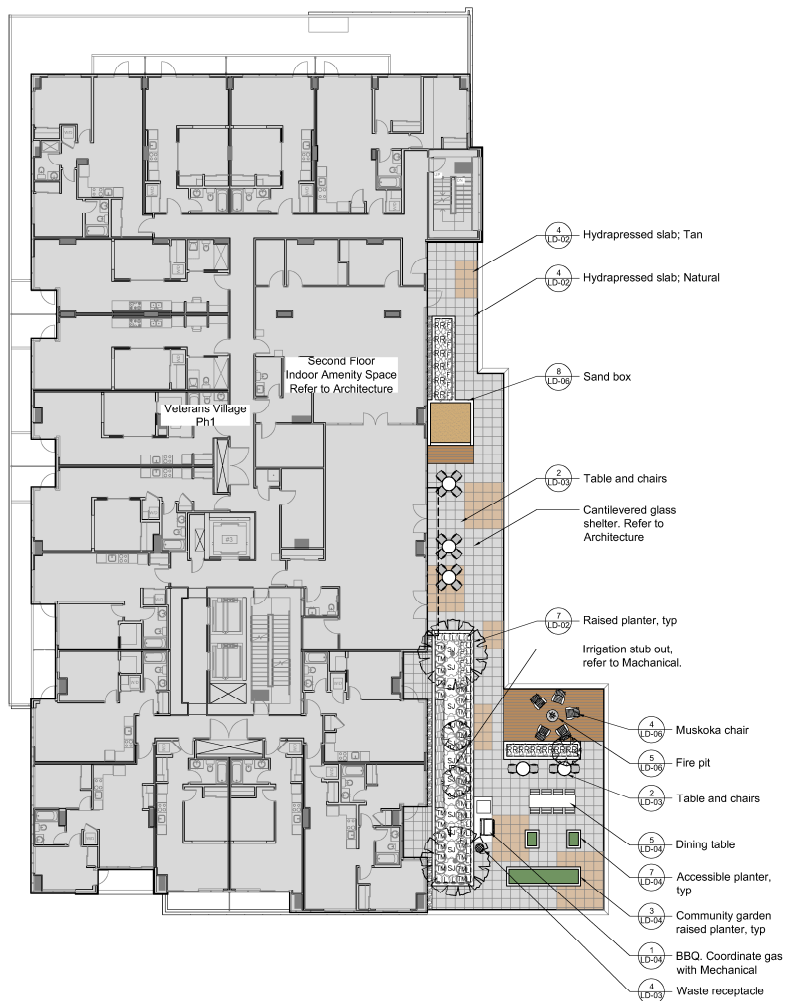 4
LD-02
Hydrapressed slab; Tan
4
LD-02
Hydrapressed slab; Natural
8
LD-06
Sand box
Second Floor
Indoor Amenity Space
Refer to Architecture
Veterans Village
Ph1
2
LD-03
Table and chairs
Cantilevered glass
shelter. Refer to
Architecture
#3
7
LD-02
Raised planter, typ
Irrigation stub out,
refer to Machanical.
4
LD-06
Muskoka chair
5
LD-06
Fire pit
2
LD-03
Table and chairs
5
LD-04
Dining table
7
LD-04
Accessible planter,
typ
3
LD-04
Community garden
raised planter, typ
1
LD-04
BBQ. Coordinate gas
with Mechanical
4
LD-03
Waste receptacle